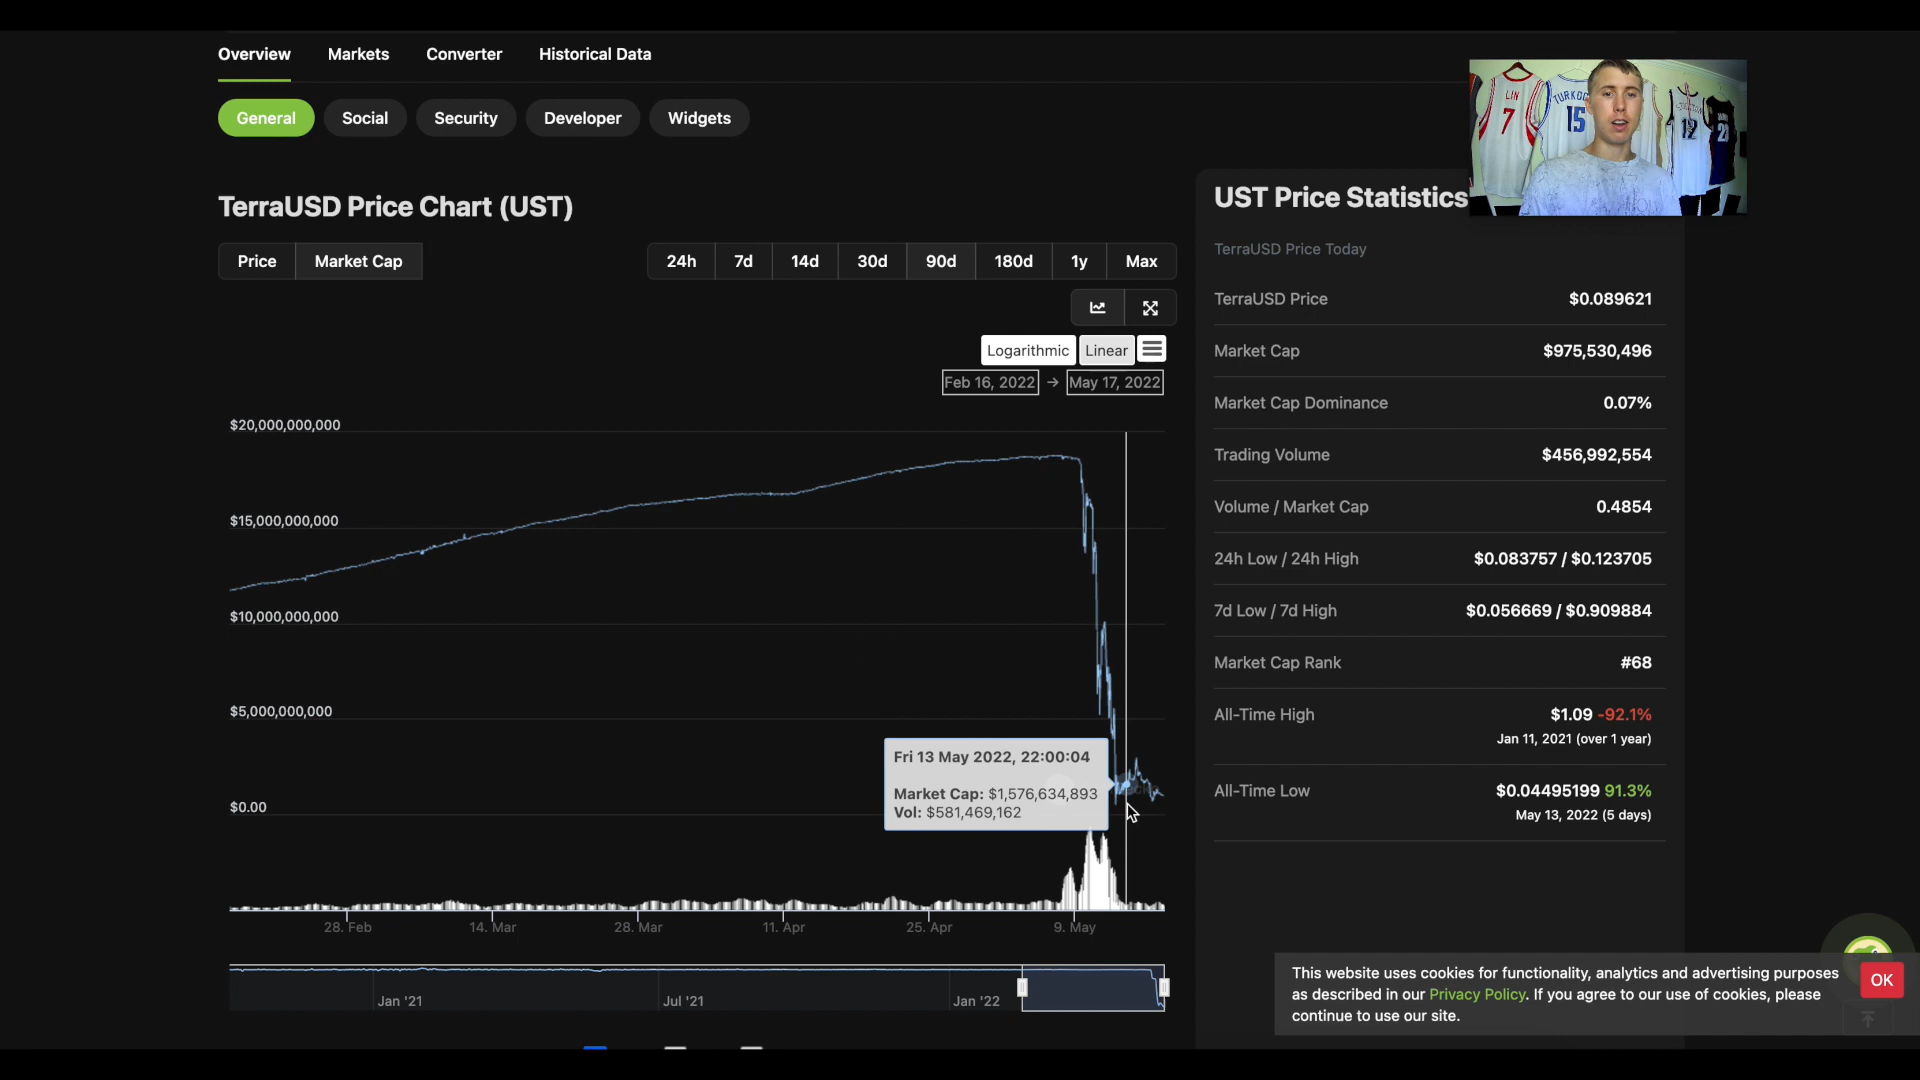 Overview Markets Converter Historical Data
General Social Security Developer Widgets
LIN
7
15
12
TerraUSD Price Chart (UST)
Price Market Cap
24h 7d 14d 30d 90d 180d 1y Max
Logarithmic Linear
Feb 16, 2022 → May 17, 2022
$20,000,000,000
$15,000,000,000
$10,000,000,000
$5,000,000,000
$0.00
Fri 13 May 2022, 22:00:04
Market Cap: $1,576,634,893
Vol: $581,469,162
28. Feb 14. Mar 28. Mar 11. Apr 25. Apr 9. May
Jan '21 Jul '21 Jan '22
UST Price Statistics
TerraUSD Price Today
TerraUSD Price $0.089621
Market Cap $975,530,496
Market Cap Dominance 0.07%
Trading Volume $456,992,554
Volume / Market Cap 0.4854
24h Low / 24h High $0.083757 / $0.123705
7d Low / 7d High $0.056669 / $0.909884
Market Cap Rank #68
All-Time High $1.09 -92.1%
Jan 11, 2021 (over 1 year)
All-Time Low $0.04495199 91.3%
May 13, 2022 (5 days)
This website uses cookies for functionality, analytics and advertising purposes
as described in our Privacy Policy. If you agree to our use of cookies, please
continue to use our site.
OK